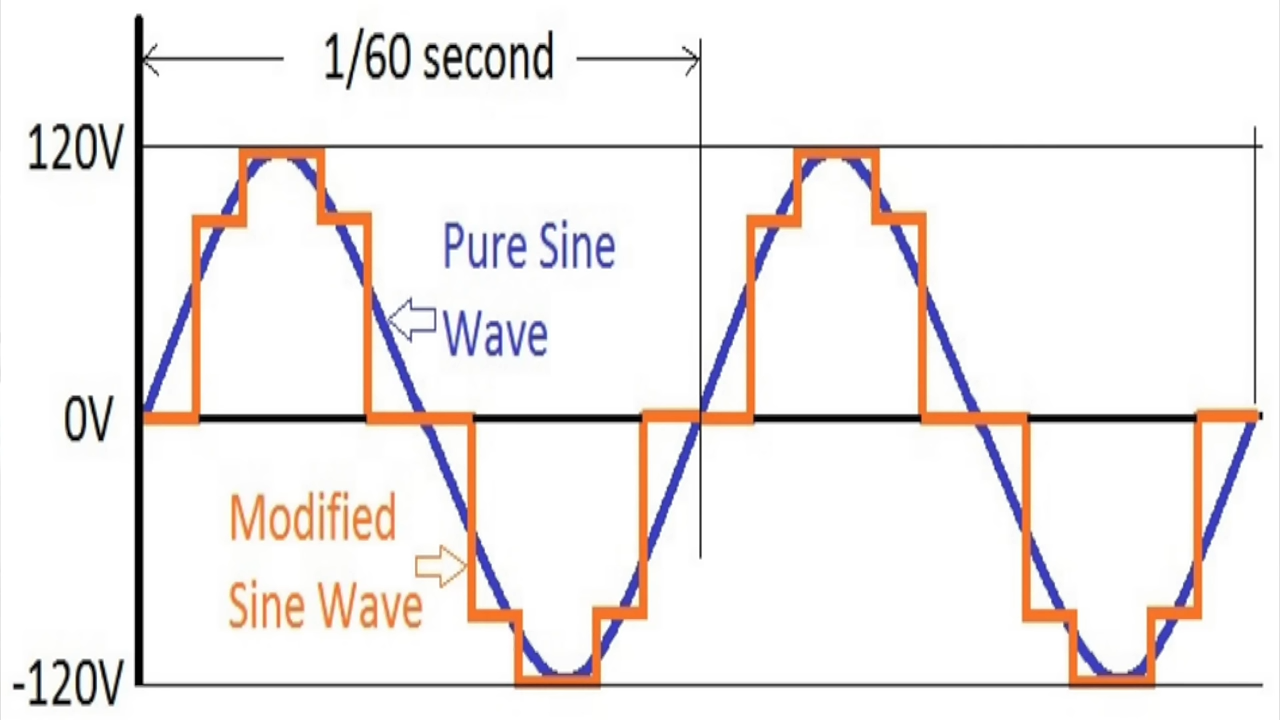 1/60 second
120V
Pure Sine
Wave
0V
Modified
Sine Wave
-120V